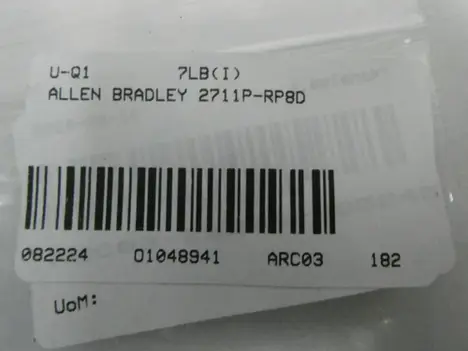 U-Q1 7LB(I)
ALLEN BRADLEY 2711P-RP8D
082224 01048941 ARC03 182
UoM: